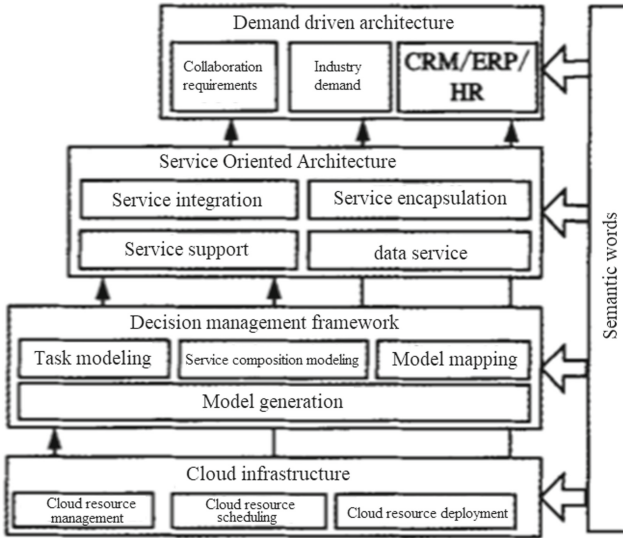 Demand driven architecture
Collaboration
requirements
Industry
demand
CRM/ERP/
HR
Service Oriented Architecture
Service integration
Service encapsulation
Service support
data service
Decision management framework
Task modeling
Service composition modeling
Model mapping
Model generation
Cloud infrastructure
Cloud resource
management
Cloud resource
scheduling
Cloud resource deployment
Semantic words